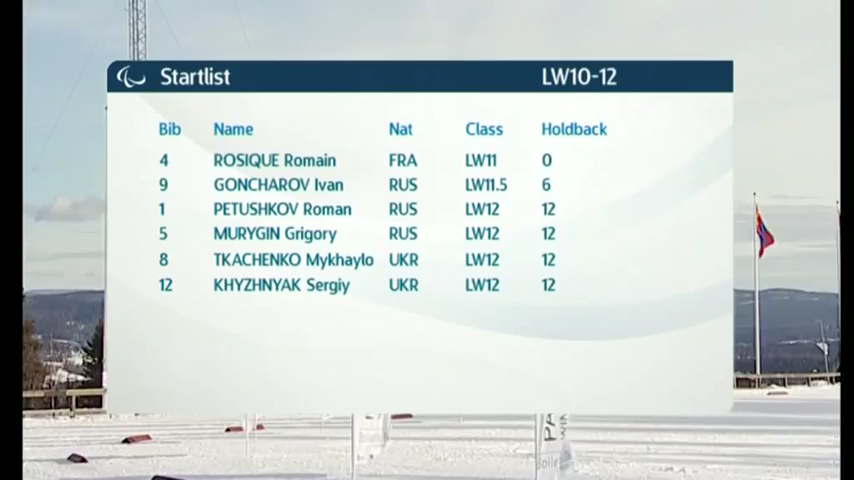 Startlist LW10-12
Bib Name Nat Class Holdback
4 ROSIQUE Romain FRA LW11 0
9 GONCHAROV Ivan RUS LW11.5 6
1 PETUSHKOV Roman RUS LW12 12
5 MURYGIN Grigory RUS LW12 12
8 TKACHENKO Mykhaylo UKR LW12 12
12 KHYZHNYAK Sergiy UKR LW12 12
PA
WIN